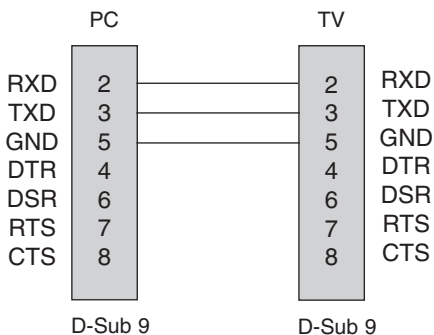 PC TV
RXD 2 2 RXD
TXD 3 3 TXD
GND 5 5 GND
DTR 4 4 DTR
DSR 6 6 DSR
RTS 7 7 RTS
CTS 8 8 CTS
D-Sub 9 D-Sub 9